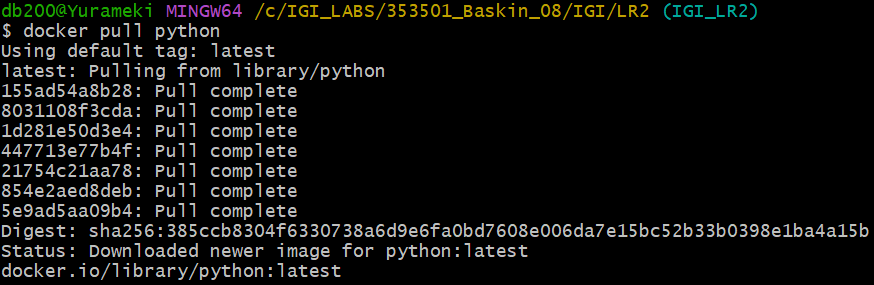 db200@Yurameki MINGW64 /c/IGI_LABS/353501_Baskin_08/IGI/LR2 (IGI_LR2)
$ docker pull python
Using default tag: latest
latest: Pulling from library/python
155ad54a8b28: Pull complete
8031108f3cda: Pull complete
1d281e50d3e4: Pull complete
447713e77b4f: Pull complete
21754c21aa78: Pull complete
854e2aed8deb: Pull complete
5e9ad5aa09b4: Pull complete
Digest: sha256:385ccb8304f6330738a6d9e6fa0bd7608e006da7e15bc52b33b0398e1ba4a15b
Status: Downloaded newer image for python:latest
docker.io/library/python:latest